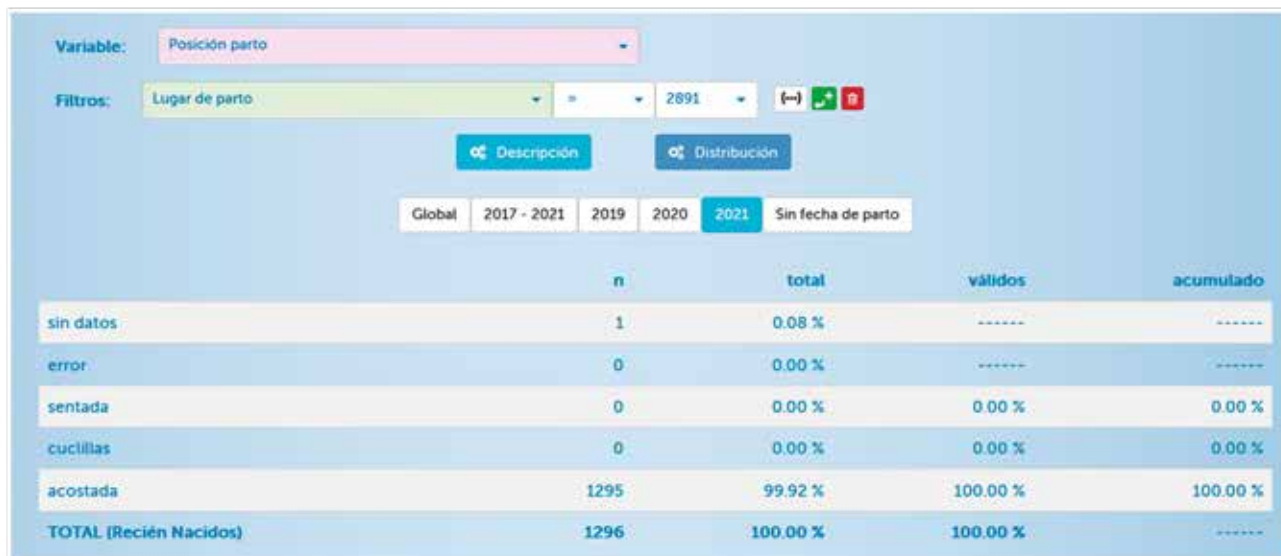 Variable: Posición parto
Filtros: Lugar de parto = 2891 (---)
Descripción Distribución
Global 2017 - 2021 2019 2020 2021 Sin fecha de parto
n total válidos acumulado
sin datos 1 0.08 % ------ ------
error 0 0.00 % ------ ------
sentada 0 0.00 % 0.00 % 0.00 %
cuclillas 0 0.00 % 0.00 % 0.00 %
acostada 1295 99.92 % 100.00 % 100.00 %
TOTAL (Recién Nacidos) 1296 100.00 % 100.00 % ------